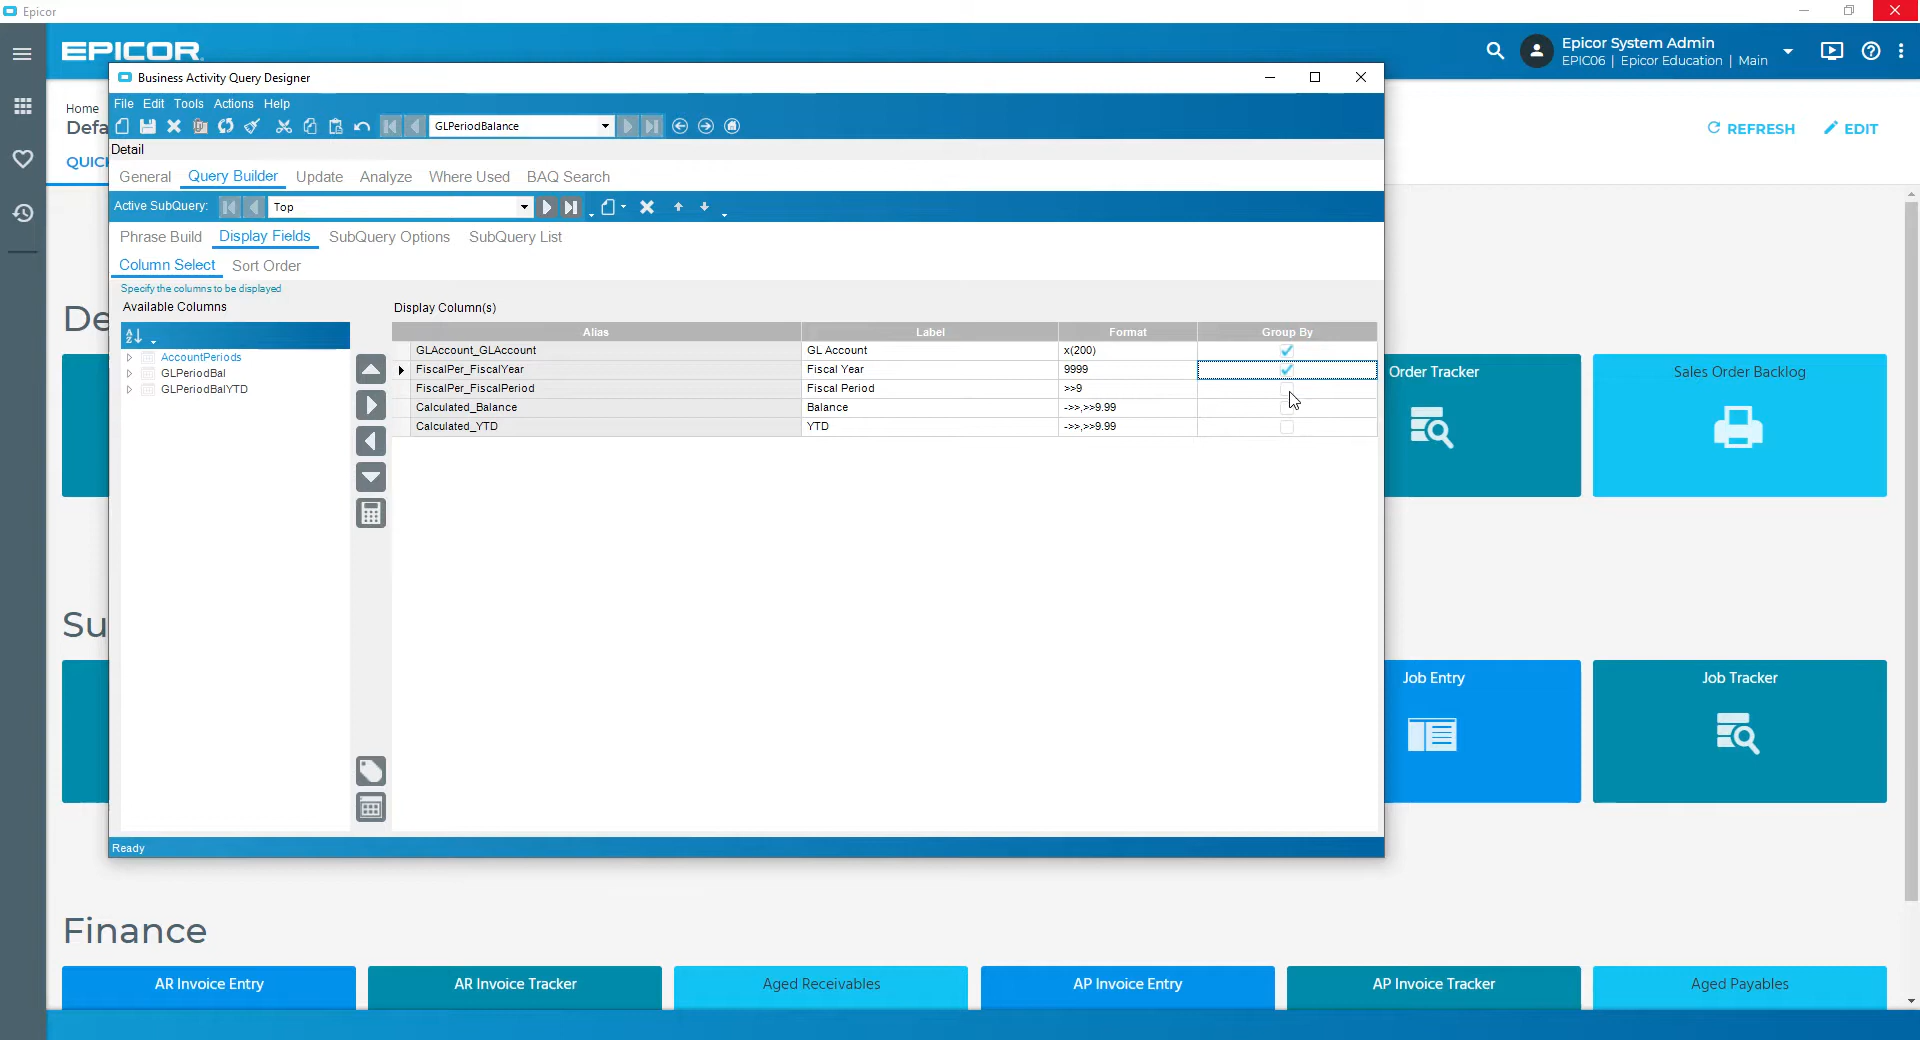 Epicor
EPICOR
Epicor System Admin
EPIC06 | Epicor Education | Main
Home
Defa
REFRESH
EDIT
QUICK
Business Activity Query Designer
File Edit Tools Actions Help
GLPeriodBalance
Detail
General Query Builder Update Analyze Where Used BAQ Search
Active SubQuery: Top
Phrase Build Display Fields SubQuery Options SubQuery List
Column Select Sort Order
Specify the columns to be displayed
Available Columns
AccountPeriods
GLPeriodBal
GLPeriodBalYTD
Display Column(s)
Alias Label Format Group By
GLAccount_GLAccount GL Account x(200)
FiscalPer_FiscalYear Fiscal Year 9999
FiscalPer_FiscalPeriod Fiscal Period >>9
Calculated_Balance Balance ->>,>>9.99
Calculated_YTD YTD ->>,>>9.99
Ready
De
Order Tracker
Sales Order Backlog
Su
Job Entry
Job Tracker
Finance
AR Invoice Entry
AR Invoice Tracker
Aged Receivables
AP Invoice Entry
AP Invoice Tracker
Aged Payables